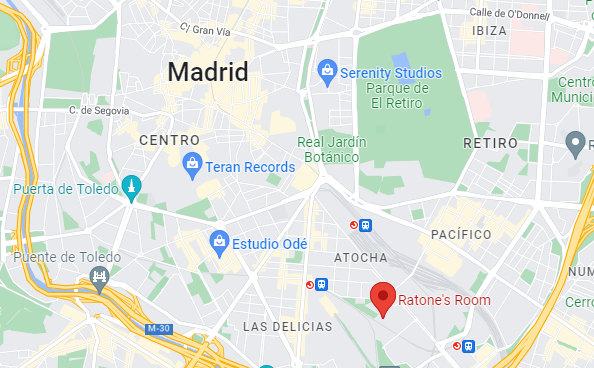 Calle de O'Donnell
C/ Gran Vía
IBIZA
Madrid
Serenity Studios
Parque de
El Retiro
Centro
Munici
C. de Segovia
CENTRO
Real Jardín
Botánico
RETIRO
R
Teran Records
Puerta de Toledo
PACÍFICO
Estudio Odé
ATOCHA
Puente de Toledo
NUM
Ratone's Room
Cerro
M-30
LAS DELICIAS